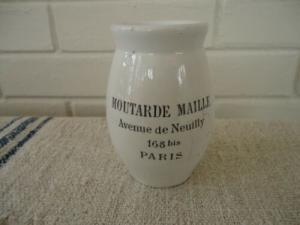 MOUTARDE MAILLE
Avenue de Neuilly
168 bis
PARIS